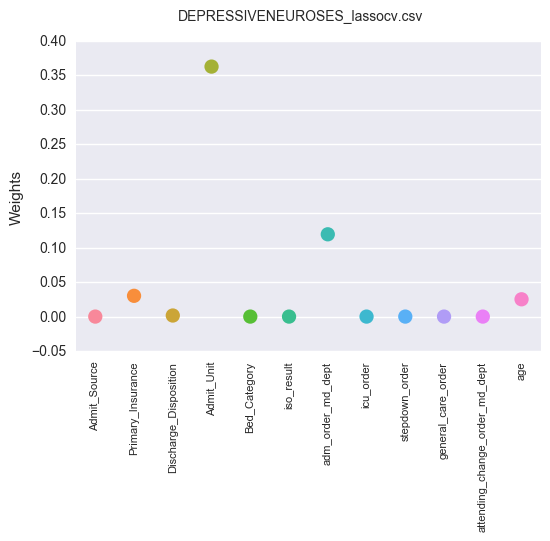 DEPRESSIVENEUROSES_lassocv.csv
0.40
0.35
0.30
0.25
0.20
0.15
0.10
0.05
0.00
−0.05
Weights
Admit_Source
Primary_Insurance
Discharge_Disposition
Admit_Unit
Bed_Category
iso_result
adm_order_md_dept
icu_order
stepdown_order
general_care_order
attending_change_order_md_dept
age